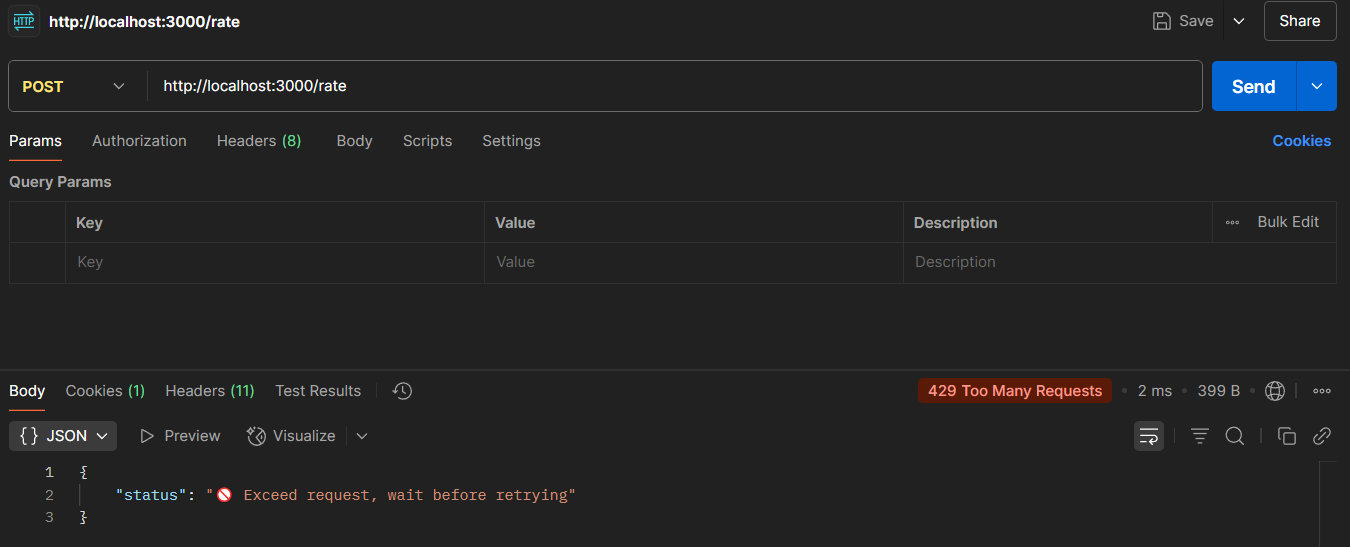 HTTP http://localhost:3000/rate Save Share
POST http://localhost:3000/rate Send
Params Authorization Headers (8) Body Scripts Settings Cookies
Query Params
Key Value Description Bulk Edit
Key Value Description
Body Cookies (1) Headers (11) Test Results 429 Too Many Requests 2 ms 399 B
{} JSON Preview Visualize
1 {
2 "status": "🚫 Exceed request, wait before retrying"
3 }